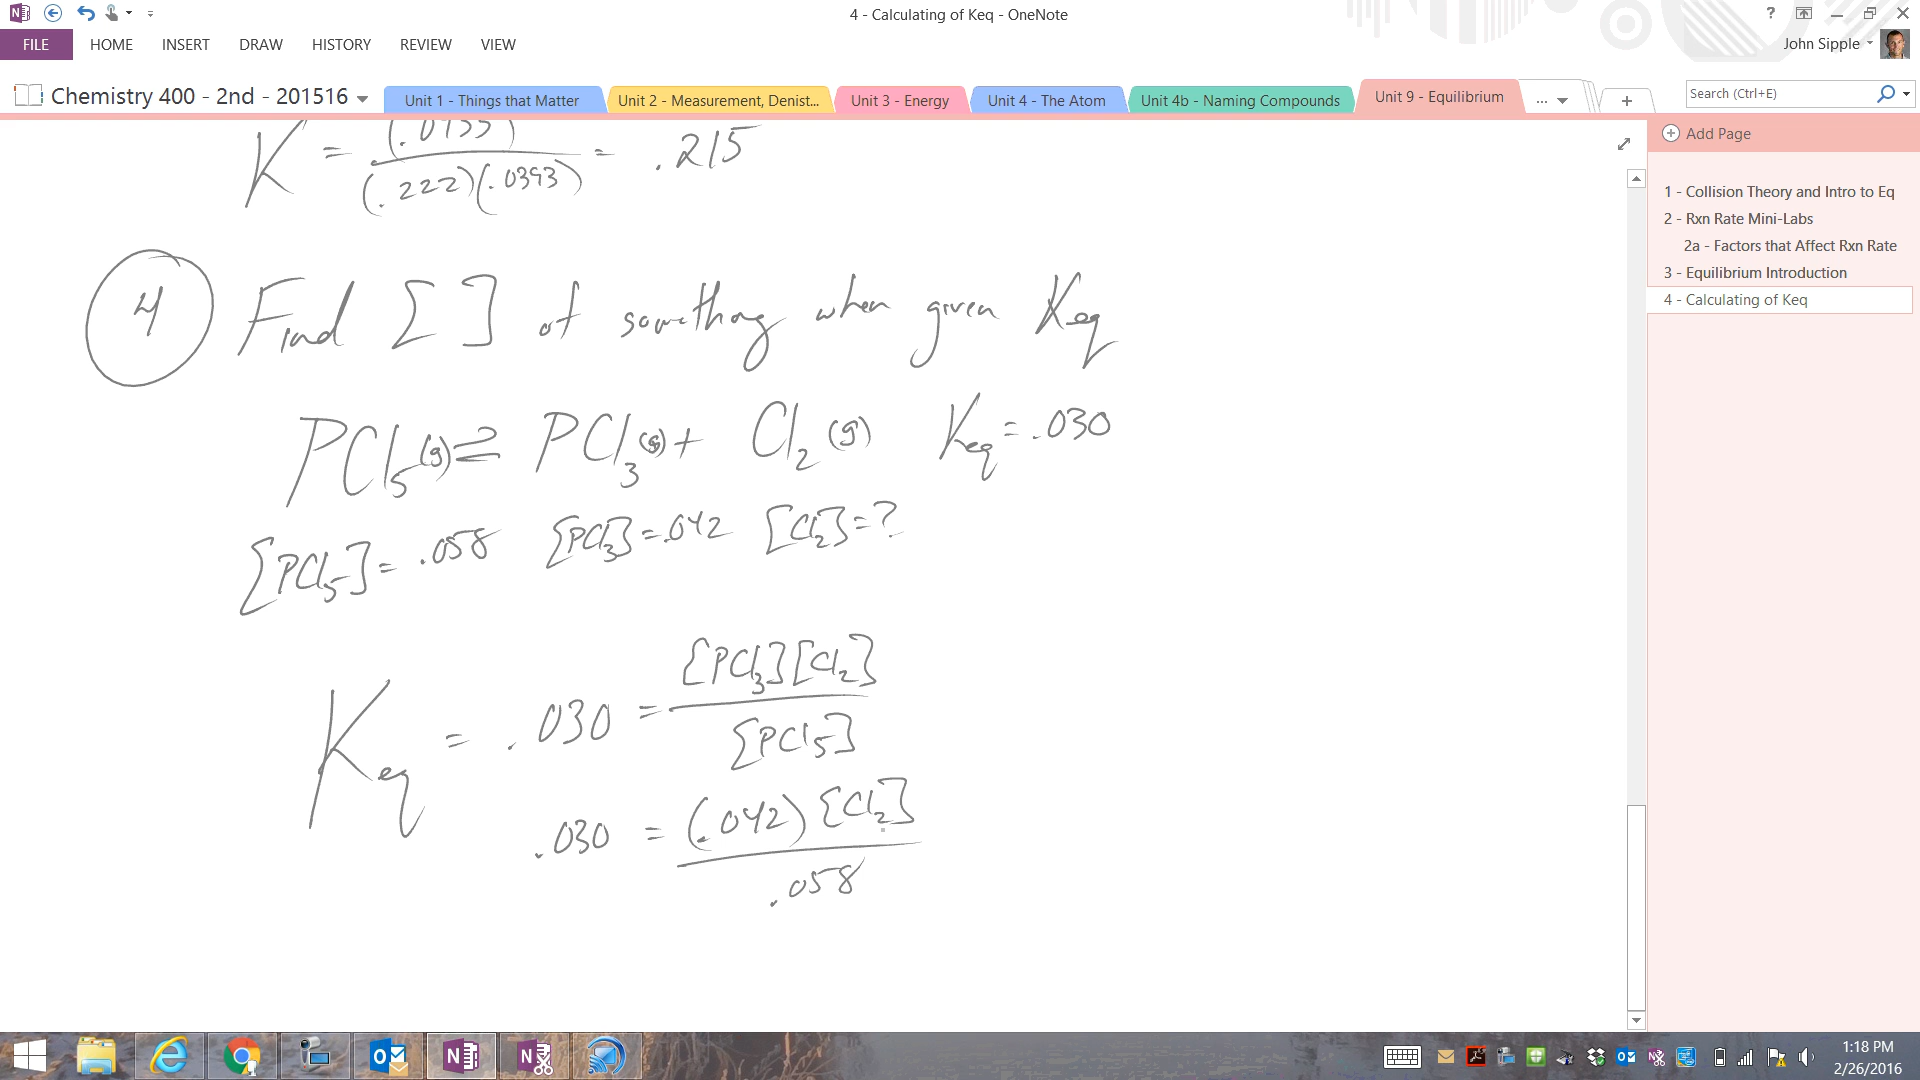 4 - Calculating of Keq - OneNote
?
FILE HOME INSERT DRAW HISTORY REVIEW VIEW
John Sipple
Chemistry 400 - 2nd - 201516
Unit 1 - Things that Matter
Unit 2 - Measurement, Denist...
Unit 3 - Energy
Unit 4 - The Atom
Unit 4b - Naming Compounds
Unit 9 - Equilibrium
...
Search (Ctrl+E)
Add Page
1 - Collision Theory and Intro to Eq
2 - Rxn Rate Mini-Labs
2a - Factors that Affect Rxn Rate
3 - Equilibrium Introduction
4 - Calculating of Keq
K = / (.222)(.0393) = .215
4 Find [ ] of something when given Keq
PCl5(g) ⇌ PCl3(g) + Cl2(g) Keq = .030
[PCl5] = .058 [PCl3] = .042 [Cl2] = ?
Keq = .030 = [PCl3][Cl2] / [PCl5]
.030 = (.042)[Cl2] / .058
1:18 PM
2/26/2016